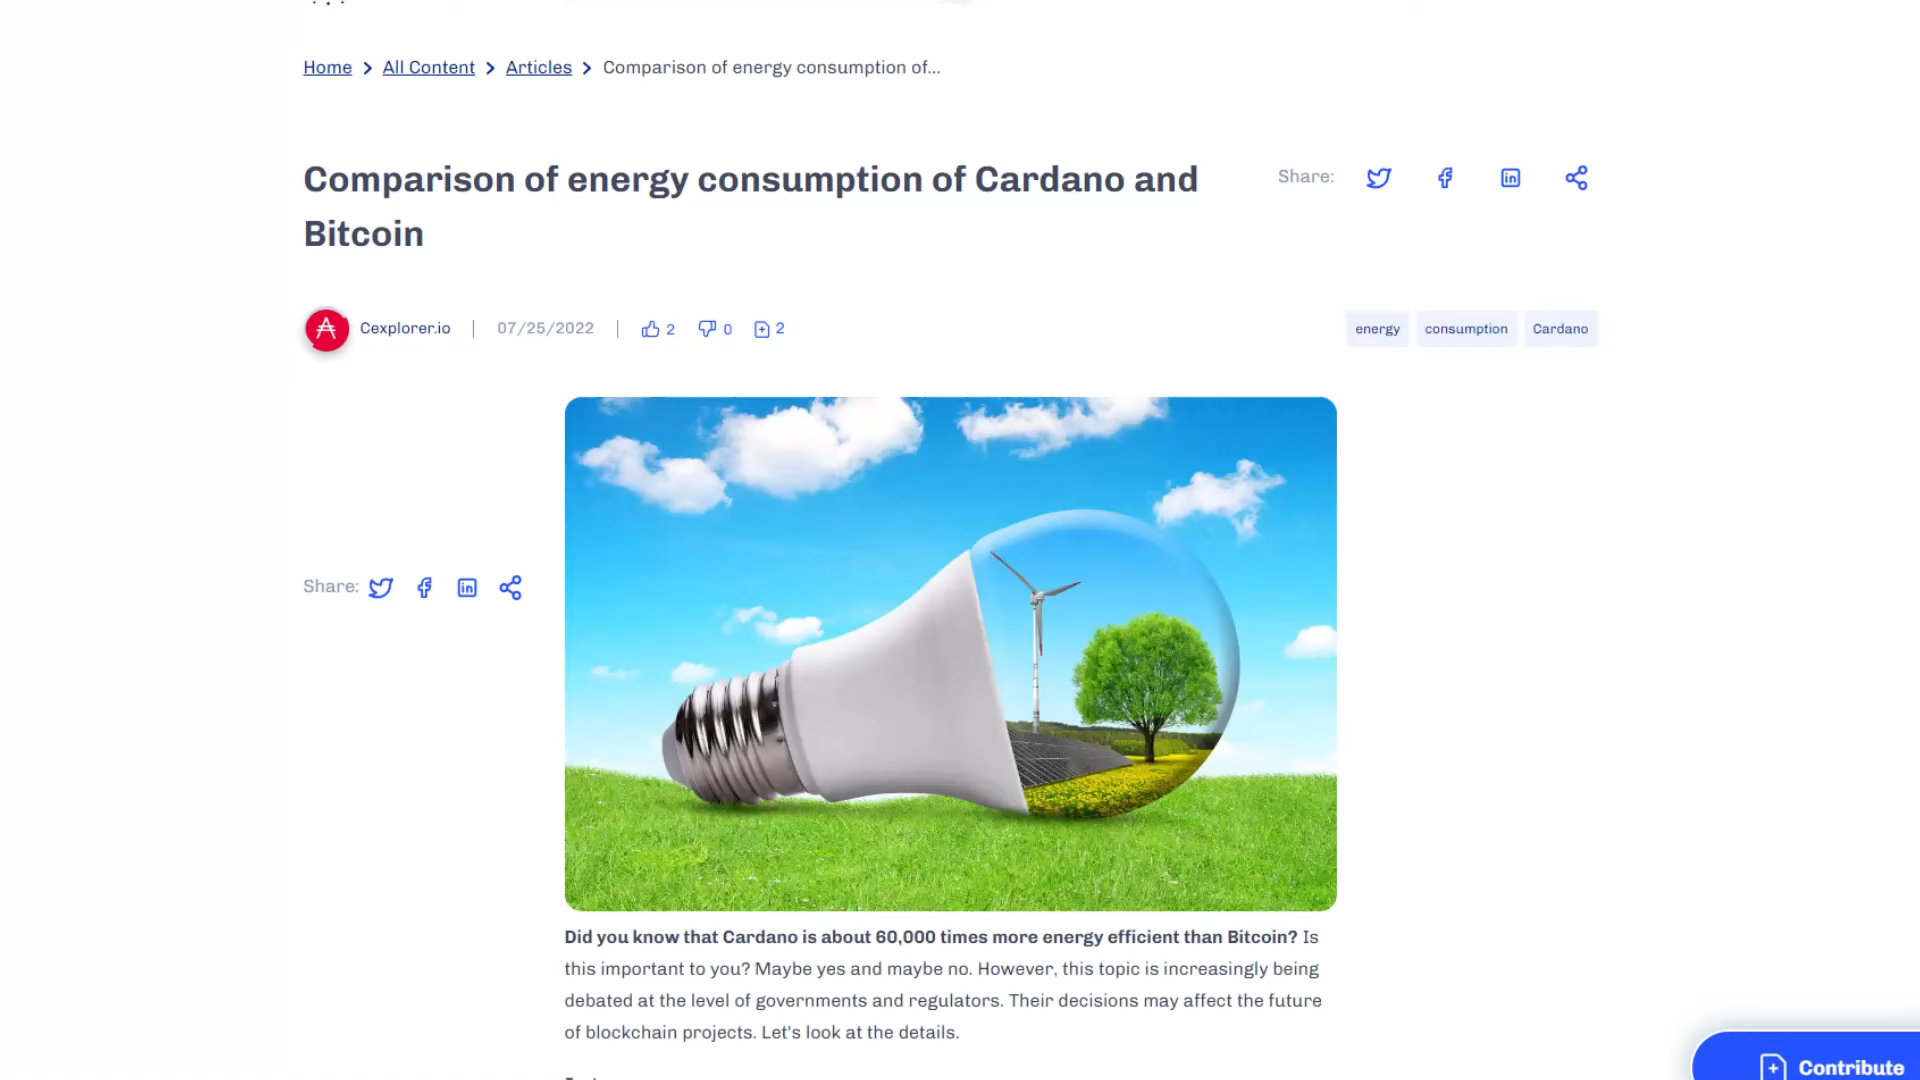 Home > All Content > Articles > Comparison of energy consumption of...
Comparison of energy consumption of Cardano and
Bitcoin
Share:
Cexplorer.io | 07/25/2022 | 2 0 2
energy consumption Cardano
Share:
Did you know that Cardano is about 60,000 times more energy efficient than Bitcoin? Is
this important to you? Maybe yes and maybe no. However, this topic is increasingly being
debated at the level of governments and regulators. Their decisions may affect the future
of blockchain projects. Let's look at the details.
Contribute